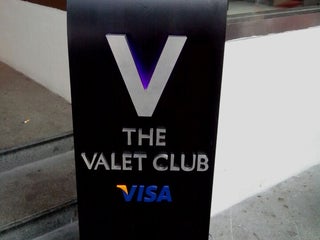 V
THE
VALET CLUB
VISA